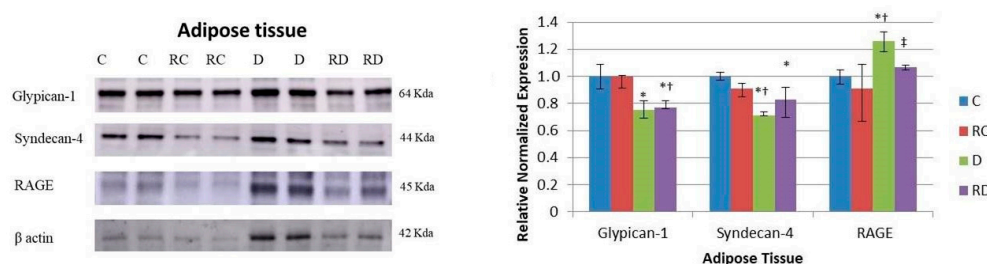 Adipose tissue
C C RC RC D D RD RD
Glypican-1 64 Kda
Syndecan-4 44 Kda
RAGE 45 Kda
β actin 42 Kda
Relative Normalized Expression
1.4
1.2
1.0
0.8
0.6
0.4
0.2
0
* *† *† * *† ‡
Glypican-1 Syndecan-4 RAGE
Adipose Tissue
C
RC
D
RD